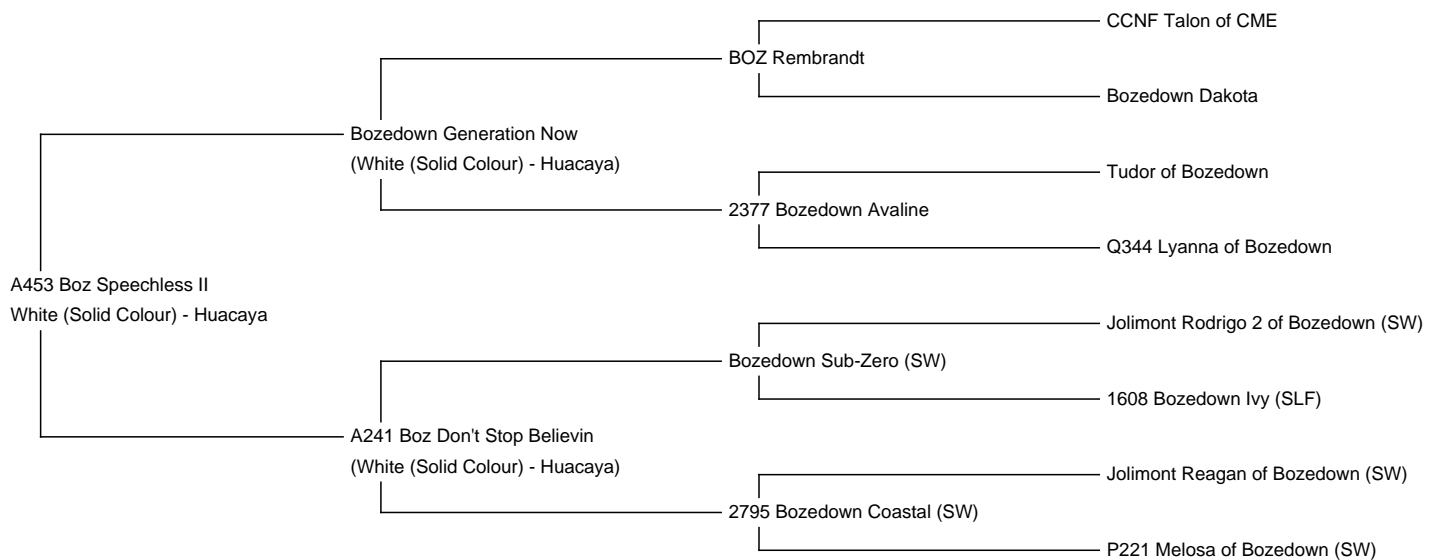 CCNF Talon of CME
BOZ Rembrandt
Bozedown Dakota
Bozedown Generation Now
(White (Solid Colour) - Huacaya)
Tudor of Bozedown
2377 Bozedown Avaline
Q344 Lyanna of Bozedown
A453 Boz Speechless II
White (Solid Colour) - Huacaya
Jolimont Rodrigo 2 of Bozedown (SW)
Bozedown Sub-Zero (SW)
1608 Bozedown Ivy (SLF)
A241 Boz Don't Stop Believin
(White (Solid Colour) - Huacaya)
Jolimont Reagan of Bozedown (SW)
2795 Bozedown Coastal (SW)
P221 Melosa of Bozedown (SW)